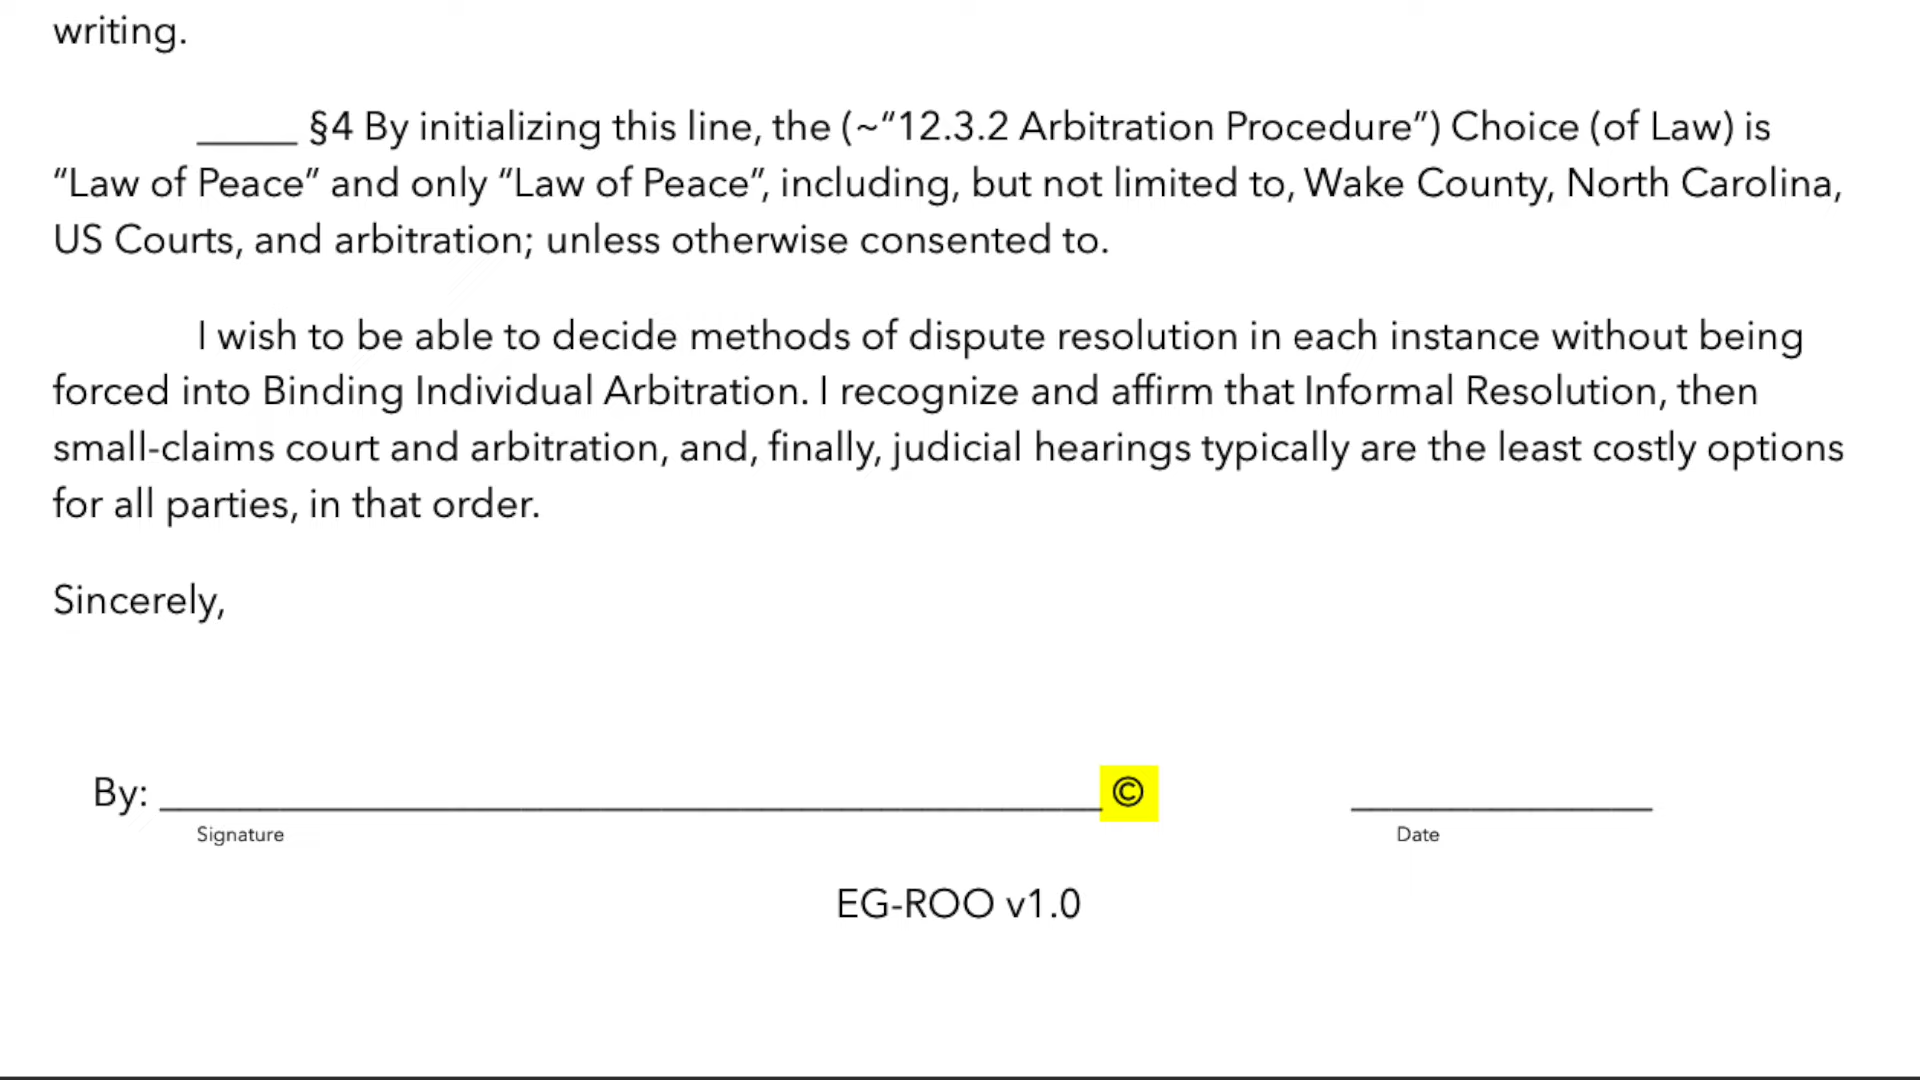 writing.
_____ §4 By initializing this line, the (~“12.3.2 Arbitration Procedure”) Choice (of Law) is
“Law of Peace” and only “Law of Peace”, including, but not limited to, Wake County, North Carolina,
US Courts, and arbitration; unless otherwise consented to.
I wish to be able to decide methods of dispute resolution in each instance without being
forced into Binding Individual Arbitration. I recognize and affirm that Informal Resolution, then
small-claims court and arbitration, and, finally, judicial hearings typically are the least costly options
for all parties, in that order.
Sincerely,
By: _______________________________________________ © _______________
Signature Date
EG-ROO v1.0